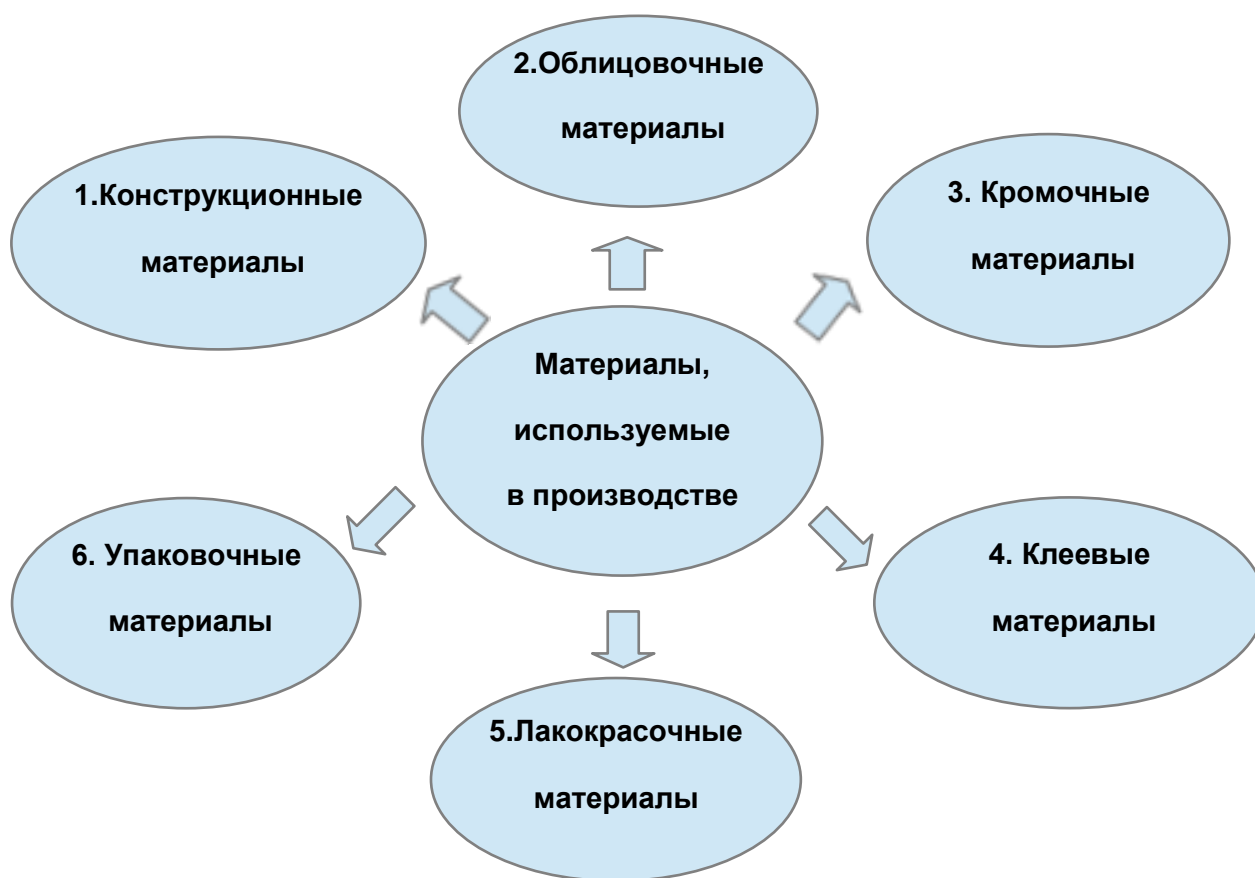 1.Конструкционные
материалы
2.Облицовочные
материалы
3. Кромочные
материалы
Материалы,
используемые
в производстве
4. Клеевые
материалы
5.Лакокрасочные
материалы
6. Упаковочные
материалы